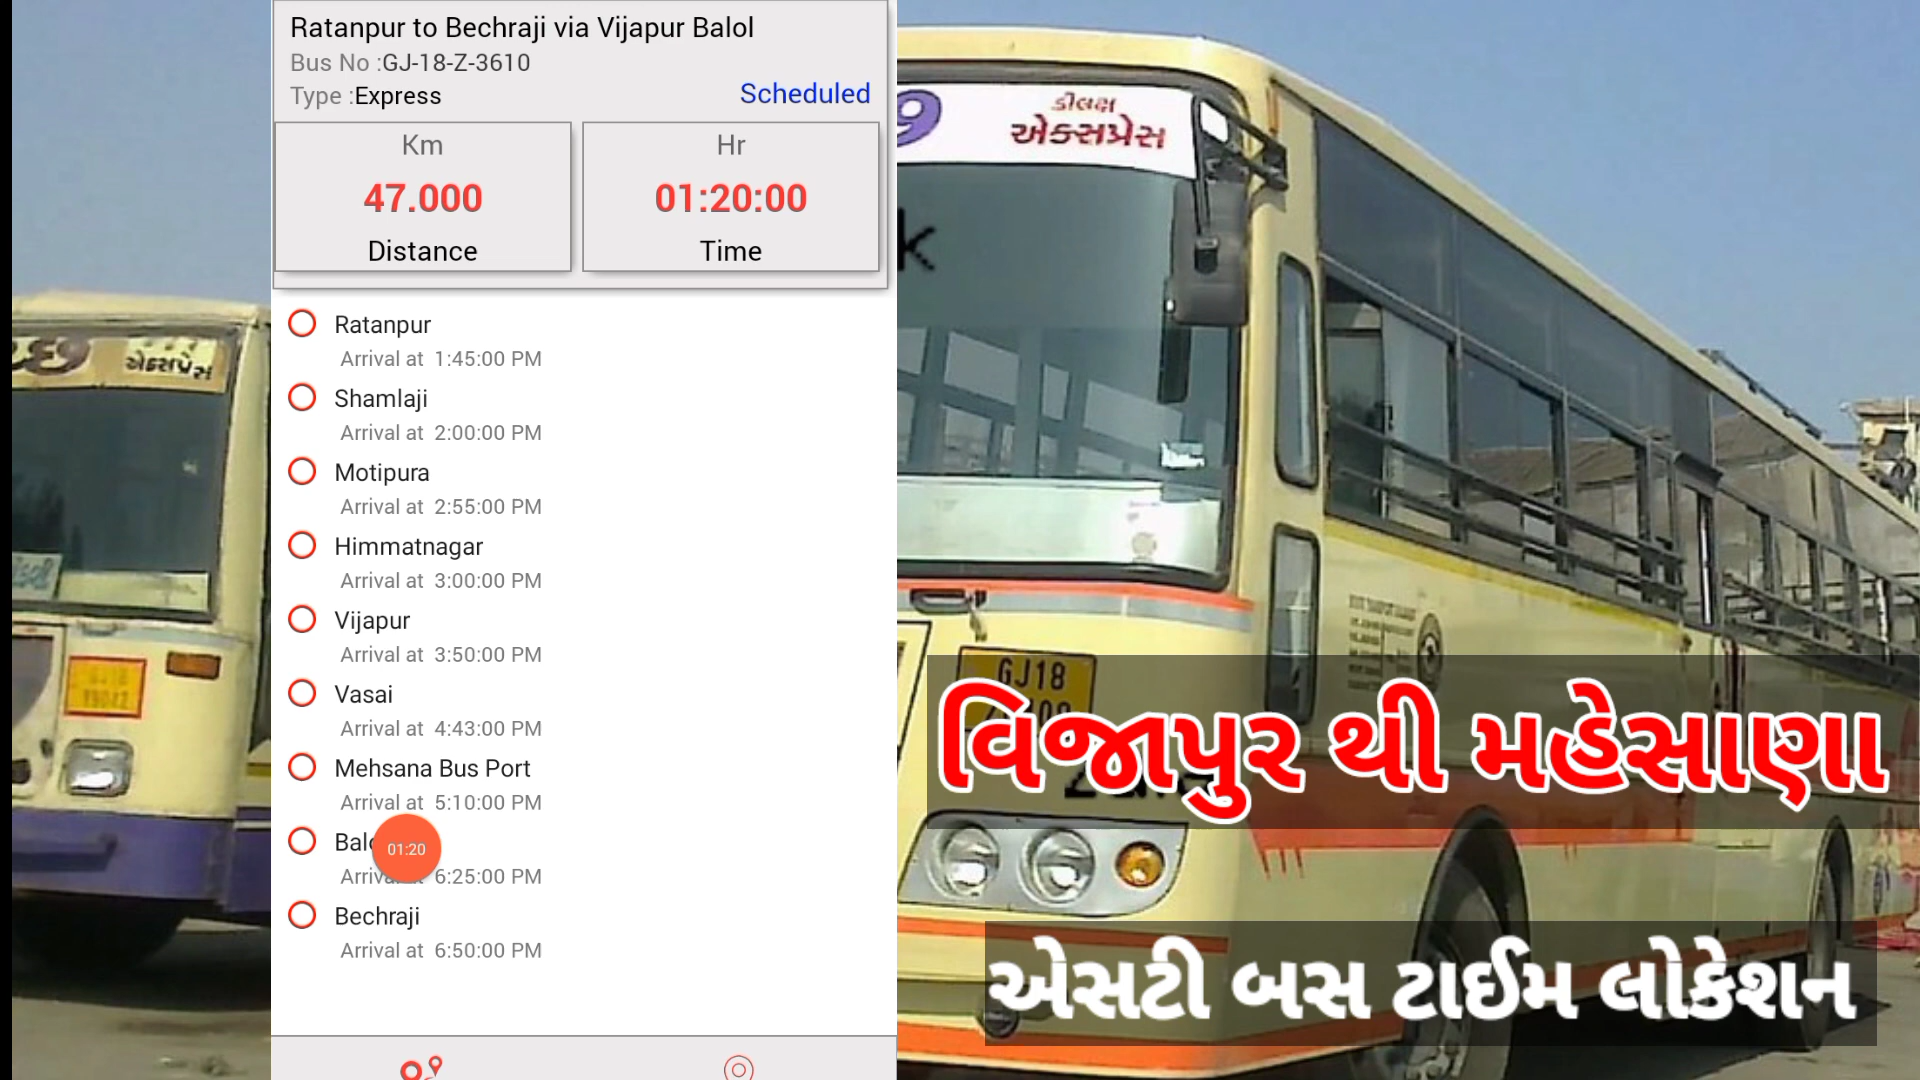 Ratanpur to Bechraji via Vijapur Balol
Bus No :GJ-18-Z-3610
Type :Express
Scheduled
Km
47.000
Distance
Hr
01:20:00
Time
Ratanpur
Arrival at 1:45:00 PM
Shamlaji
Arrival at 2:00:00 PM
Motipura
Arrival at 2:55:00 PM
Himmatnagar
Arrival at 3:00:00 PM
Vijapur
Arrival at 3:50:00 PM
Vasai
Arrival at 4:43:00 PM
Mehsana Bus Port
Arrival at 5:10:00 PM
01:20
6:25:00 PM
Bechraji
Arrival at 6:50:00 PM
ડીલક્ષ
એક્સપ્રેસ
GJ18
વિજાપુર થી મહેસાણા
એસટી બસ ટાઈમ લોકેશન